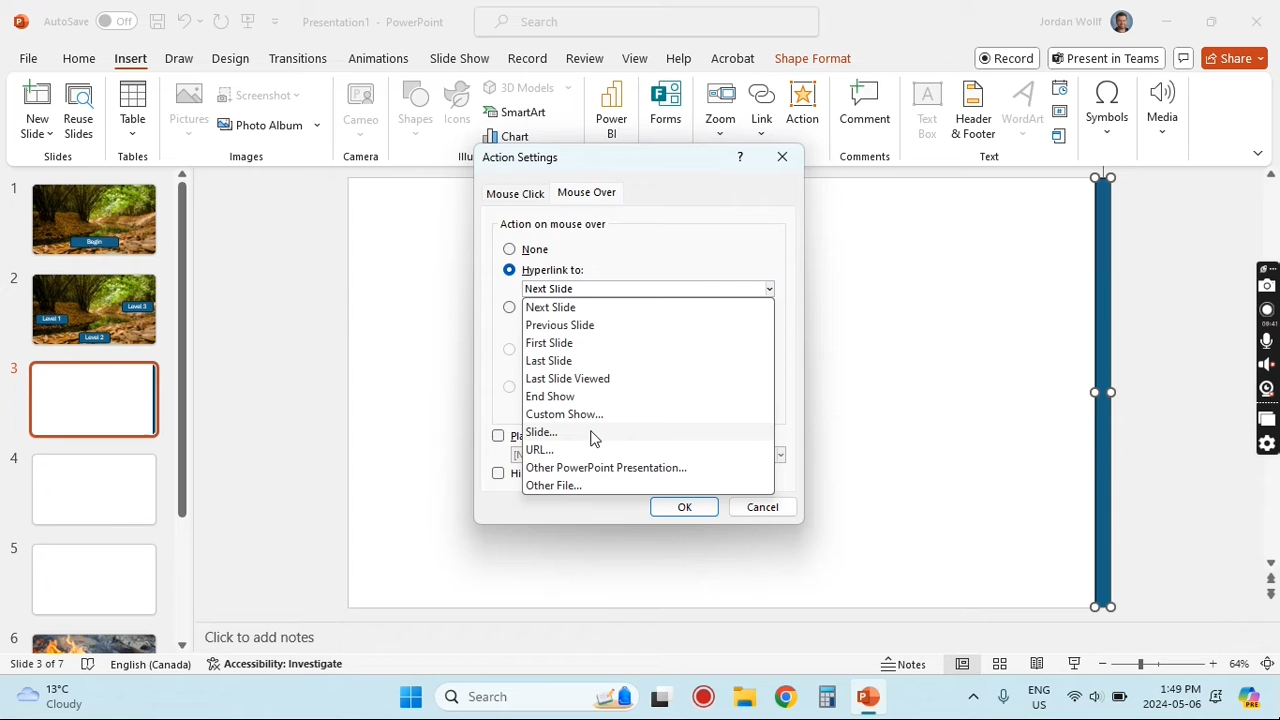 AutoSave Off Presentation1 • PowerPoint Search Jordan Wolff
File Home Insert Draw Design Transitions Animations Slide Show Record Review View Help Acrobat Shape Format Record Present in Teams Share
New Slide
Reuse Slides
Table
Pictures
Screenshot
Photo Album
Cameo
Shapes
Icons
3D Models
SmartArt
Chart
Power BI
Forms
Zoom
Link
Action
Comment
Text Box
Header & Footer
WordArt
Symbols
Media
Slides Tables Images Camera Illu Comments Text
Action Settings ?
Mouse Click Mouse Over
Action on mouse over
None
Hyperlink to:
Next Slide
Next Slide
Previous Slide
First Slide
Last Slide
Last Slide Viewed
End Show
Custom Show...
Slide...
URL...
Other PowerPoint Presentation...
Other File...
Pla
[N
Hi
OK Cancel
1
Begin
2
Level 1
Level 2
Level 3
3
4
5
6
08:41
Click to add notes
Slide 3 of 7 English (Canada) Accessibility: Investigate Notes 64%
13°C
Cloudy
Search
ENG
US
1:49 PM
2024-05-06
PRE